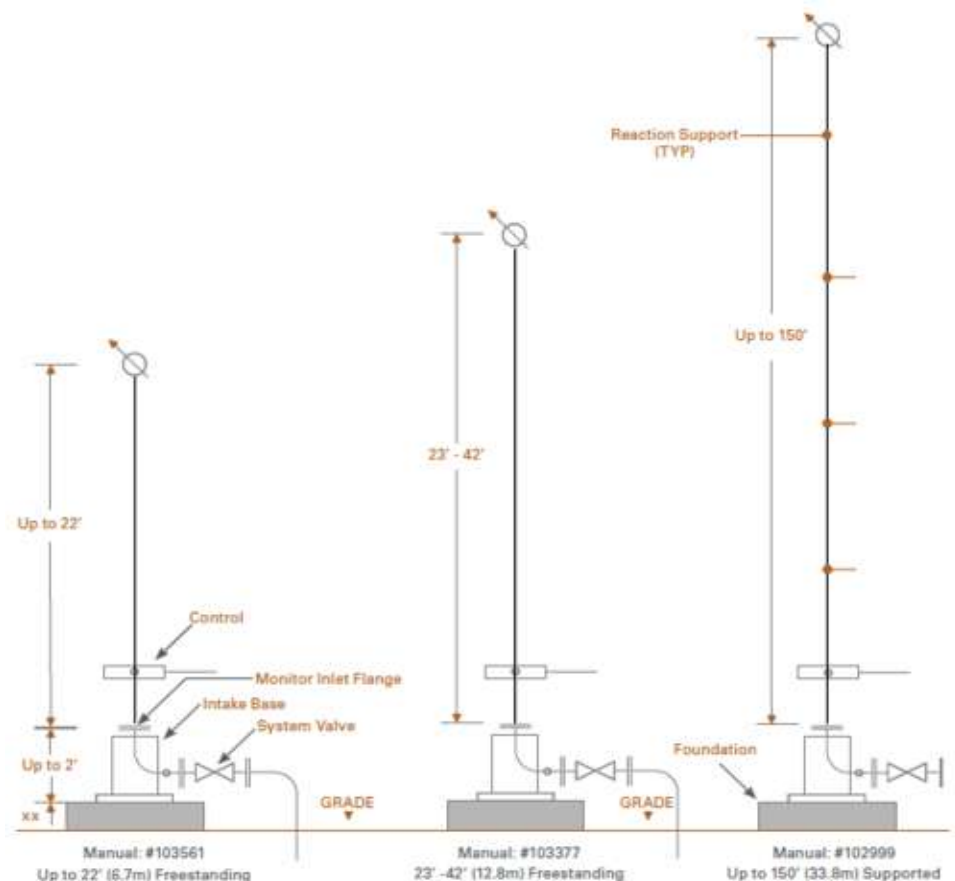 Reaction Support
(TYP)
Up to 150'
23' - 42'
Up to 22'
Control
Monitor Inlet Flange
Intake Base
System Valve
Up to 2'
Foundation
xx
GRADE
GRADE
Manual: #103561
Up to 22' (6.7m) Freestanding
Manual: #103377
23' -42' (12.8m) Freestanding
Manual: #102999
Up to 150' (33.8m) Supported